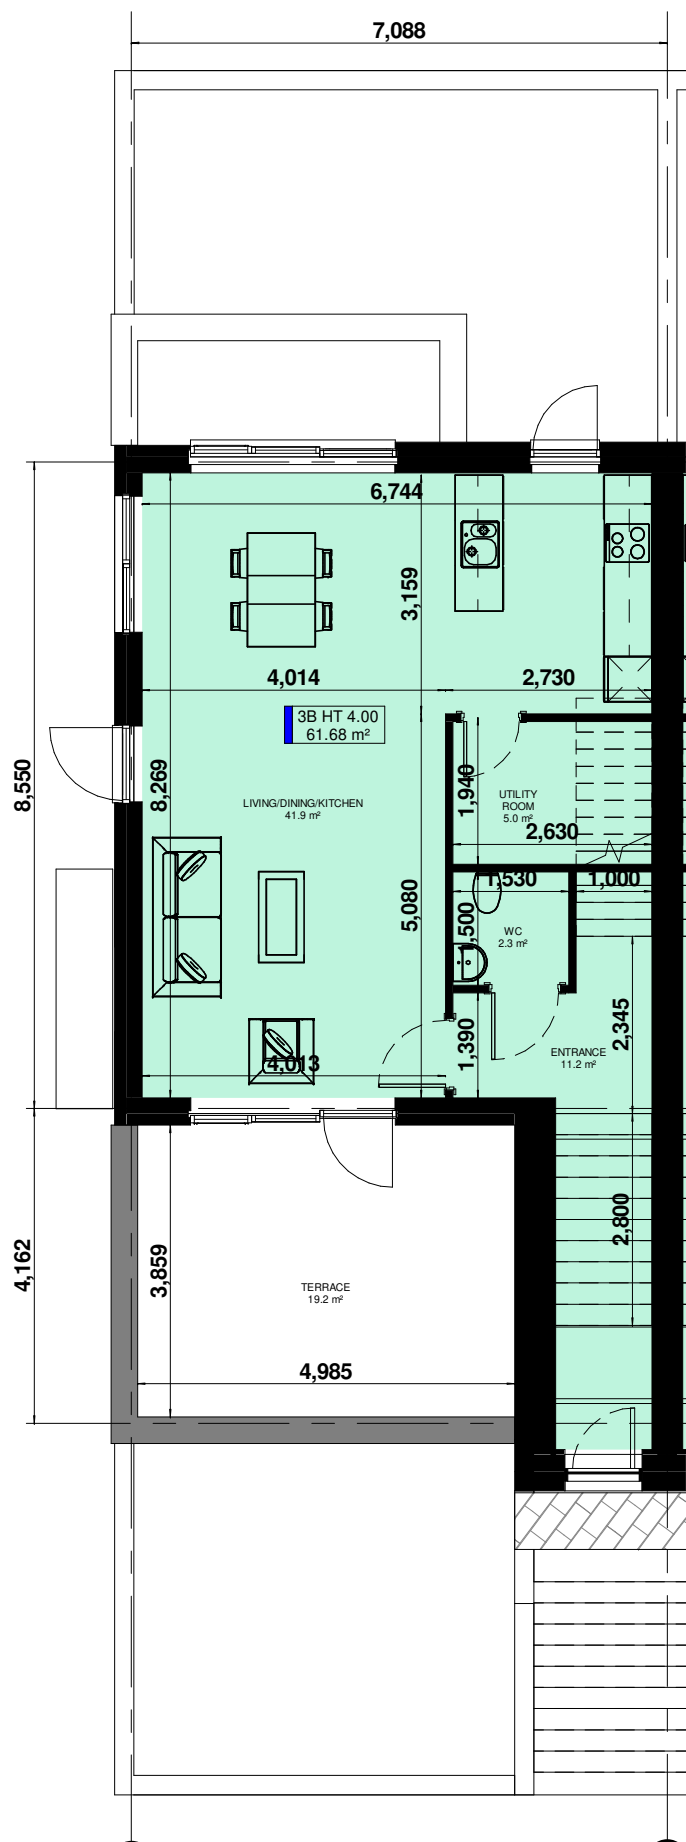 7,088
6,744
3,159
4,014
2,730
3B HT 4.00
61.68 m²
8,550
8,269
1,940
LIVING/DINING/KITCHEN
41.9 m²
UTILITY
ROOM
5.0 m²
2,630
5,080
1,530
1,000
1,500
WC
2.3 m²
2,345
1,390
ENTRANCE
11.2 m²
4,013
2,800
4,162
3,859
TERRACE
19.2 m²
4,985